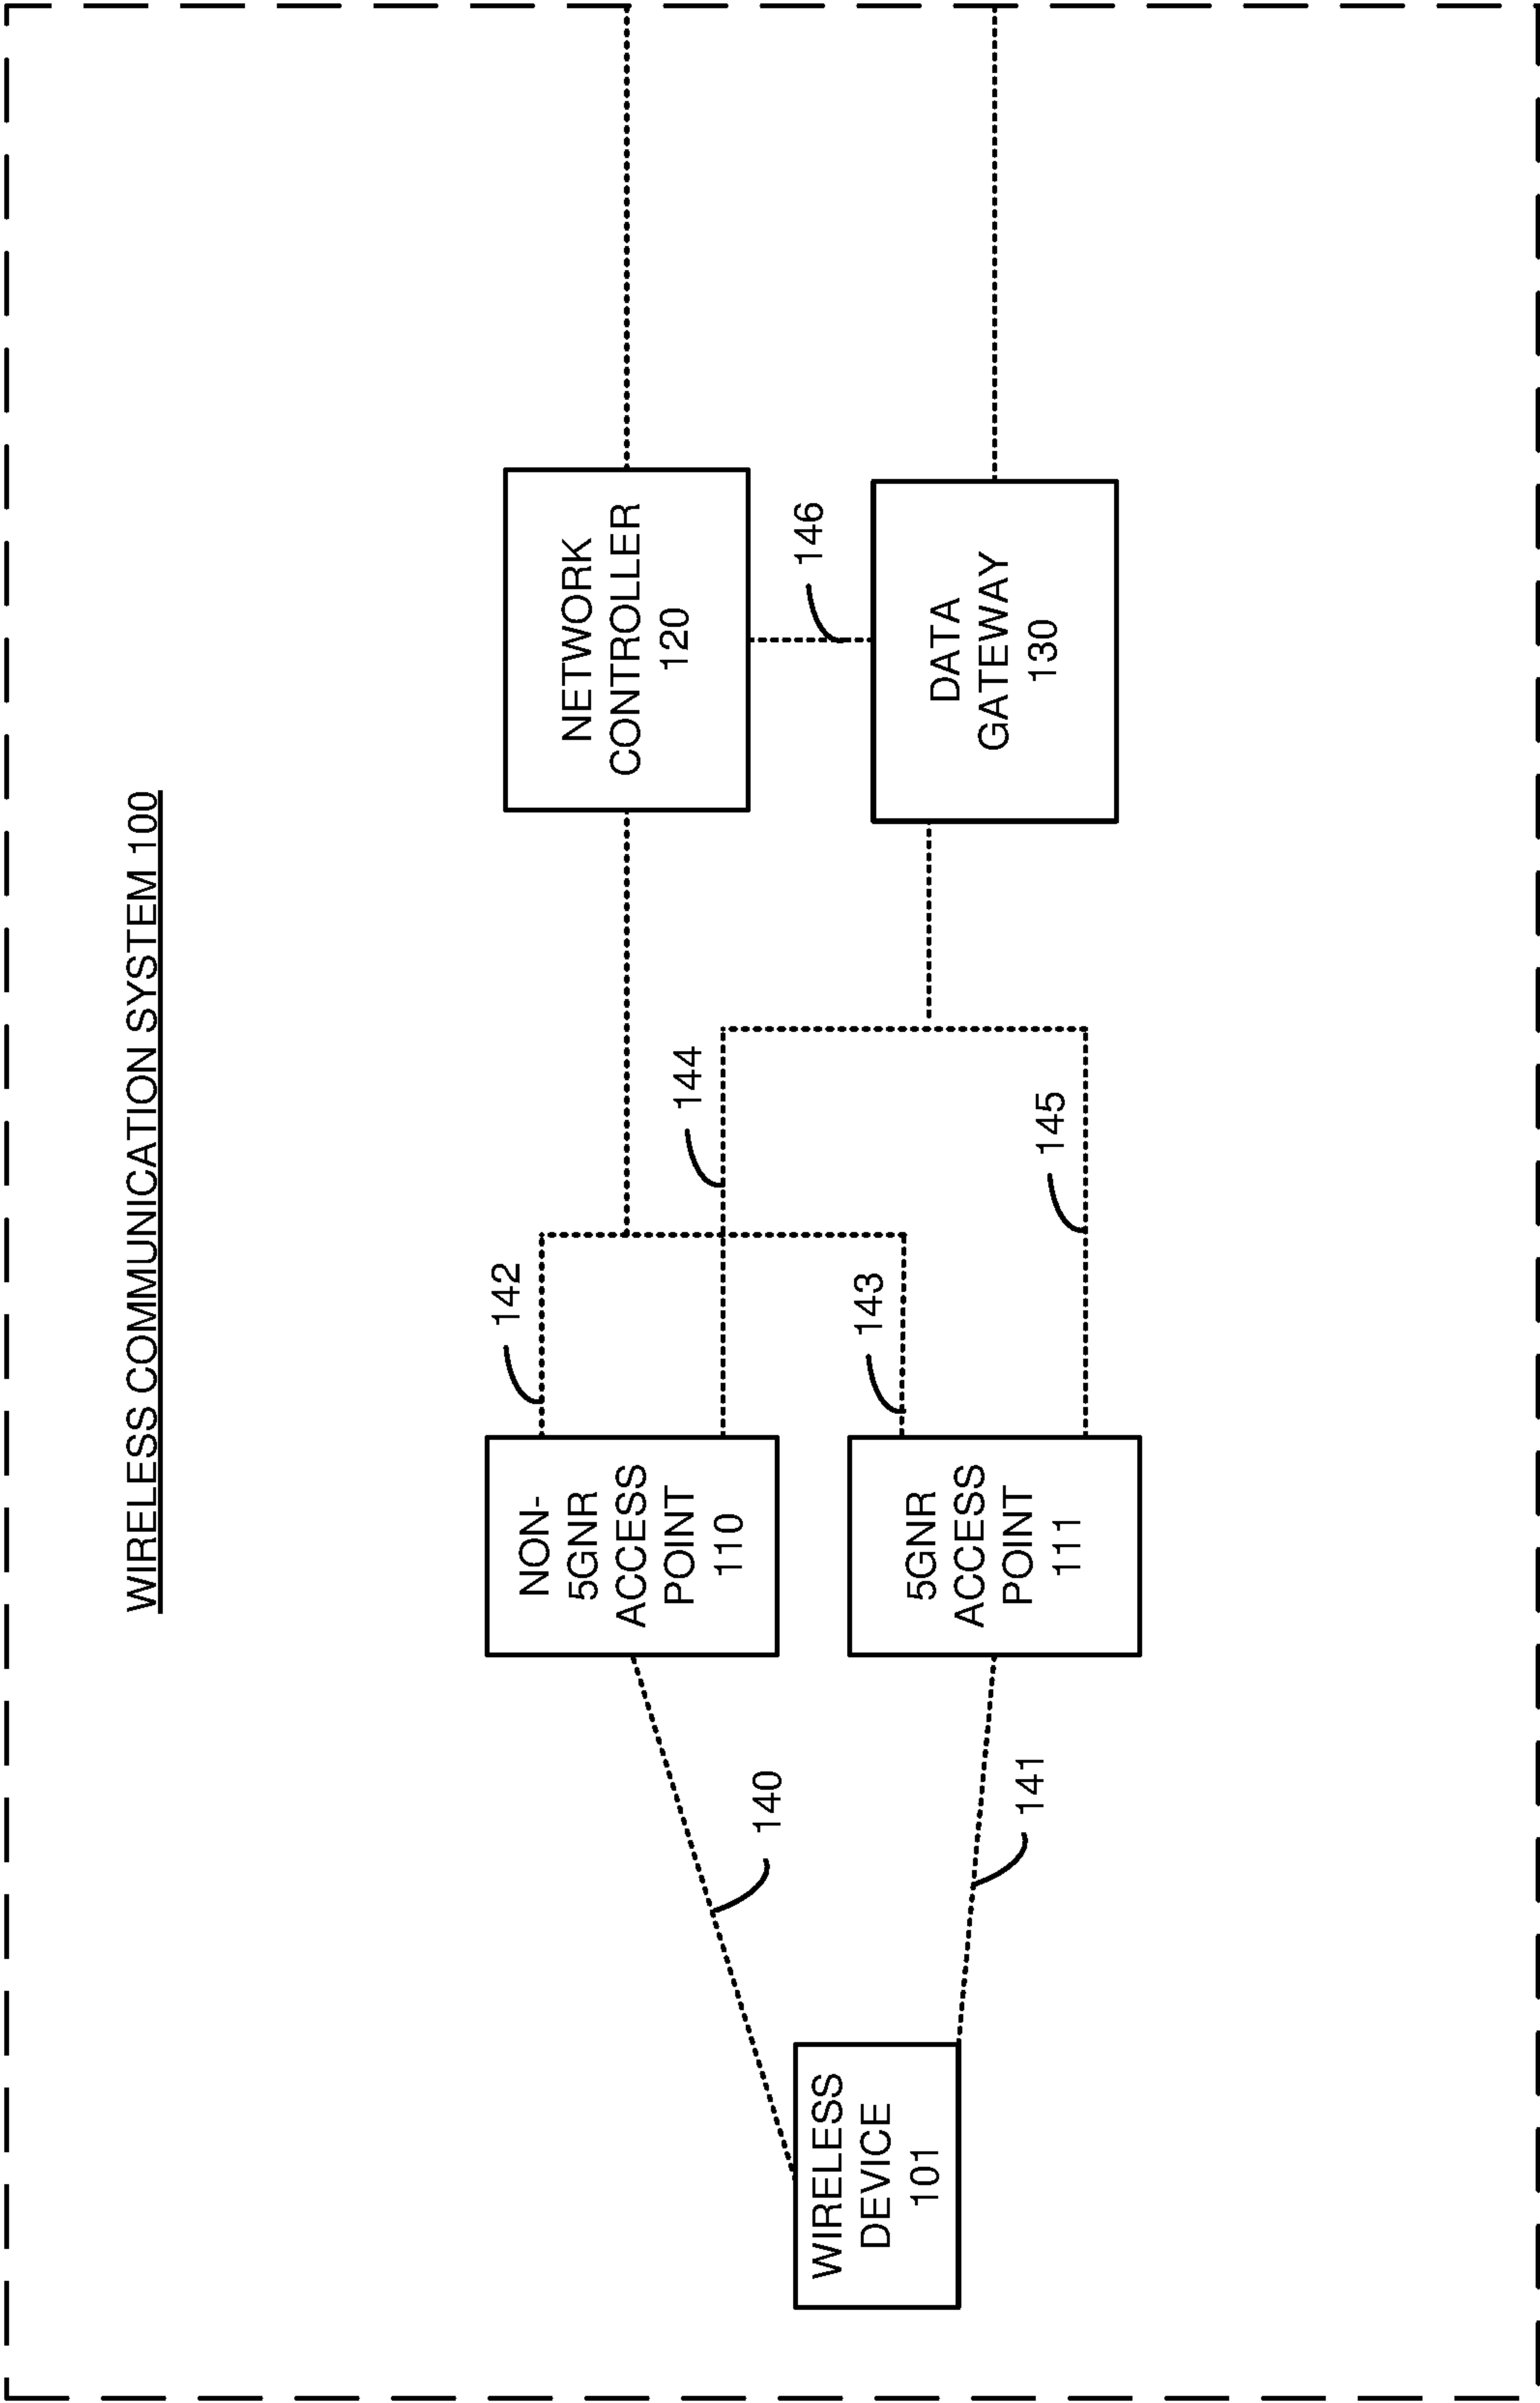 WIRELESS COMMUNICATION SYSTEM 100
WIRELESS
DEVICE
101
140
141
NON-
5GNR
ACCESS
POINT
110
5GNR
ACCESS
POINT
111
142
143
144
145
NETWORK
CONTROLLER
120
146
DATA
GATEWAY
130